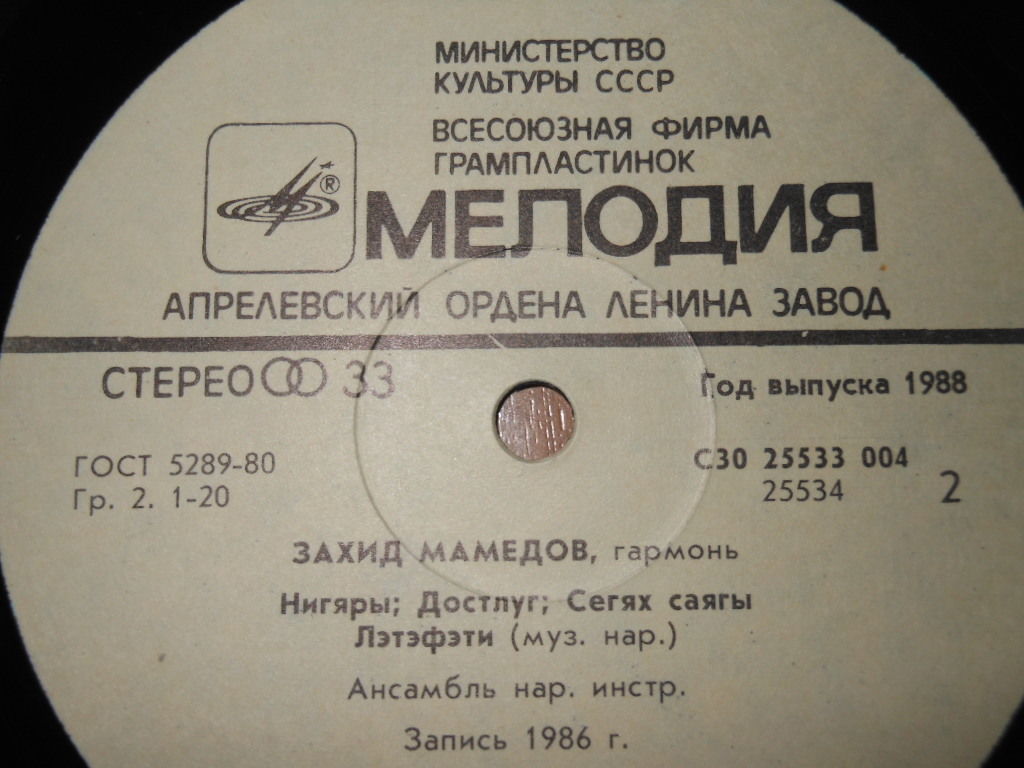 МИНИСТЕРСТВО
КУЛЬТУРЫ СССР
ВСЕСОЮЗНАЯ ФИРМА
ГРАМПЛАСТИНОК
®
МЕЛОДИЯ
АПРЕЛЕВСКИЙ ОРДЕНА ЛЕНИНА ЗАВОД
СТЕРЕО 33
Год выпуска 1988
ГОСТ 5289-80
Гр. 2. 1-20
С30 25533 004
25534
2
ЗАХИД МАМЕДОВ, гармонь
Нигяры; Достлуг; Сегях саягы
Лэтэфэти (муз. нар.)
Ансамбль нар. инстр.
Запись 1986 г.